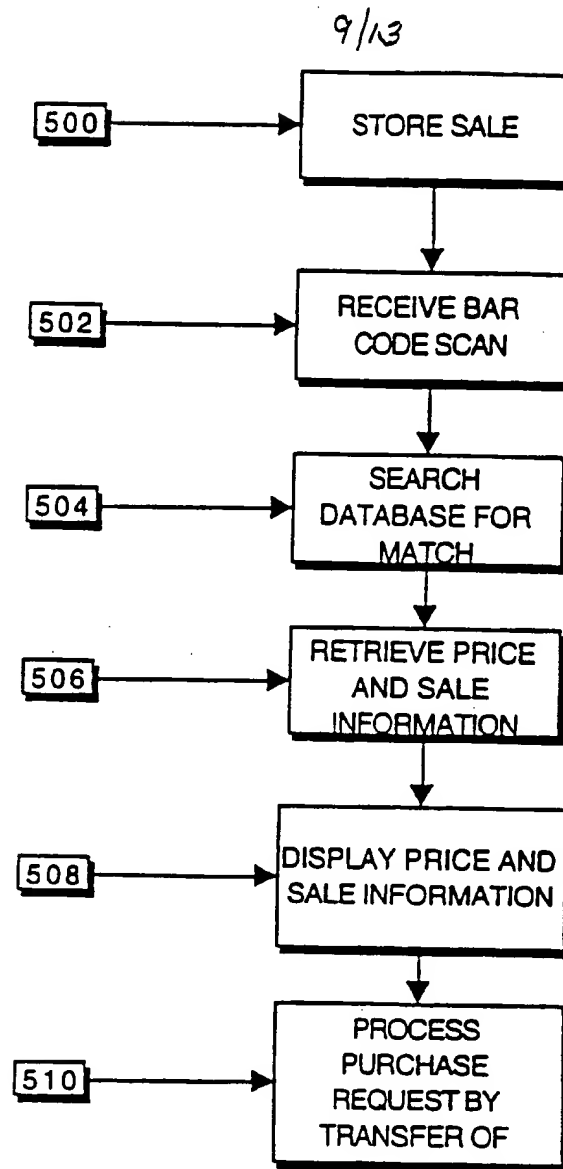 9/13
500
STORE SALE
502
RECEIVE BAR
CODE SCAN
504
SEARCH
DATABASE FOR
MATCH
506
RETRIEVE PRICE
AND SALE
INFORMATION
508
DISPLAY PRICE AND
SALE INFORMATION
510
PROCESS
PURCHASE
REQUEST BY
TRANSFER OF